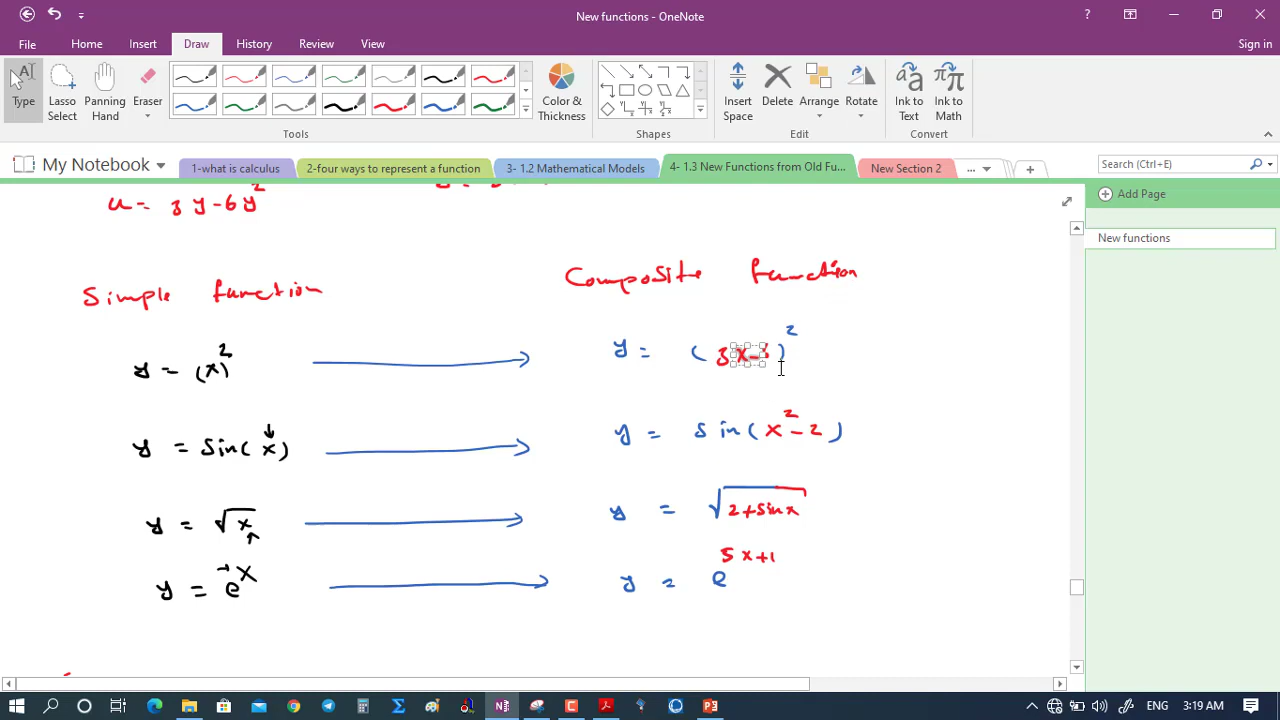 New functions - OneNote
File Home Insert Draw History Review View Sign in
Type
Lasso Select
Panning Hand
Eraser
Color & Thickness
Insert Space
Delete
Arrange
Rotate
Ink to Text
Ink to Math
Tools Shapes Edit Convert
My Notebook 1-what is calculus 2-four ways to represent a function 3- 1.2 Mathematical Models 4- 1.3 New Functions from Old Fu... New Section 2 ... Search (Ctrl+E)
Add Page
New functions
u = 3y-6y²
Simple function Composite function
y = (x)² y = (3x- )²
y = Sin(x) y = Sin(x²-2)
y = √x y = √2+sinx
y = e^x y = e^5x+1
3:19 AM